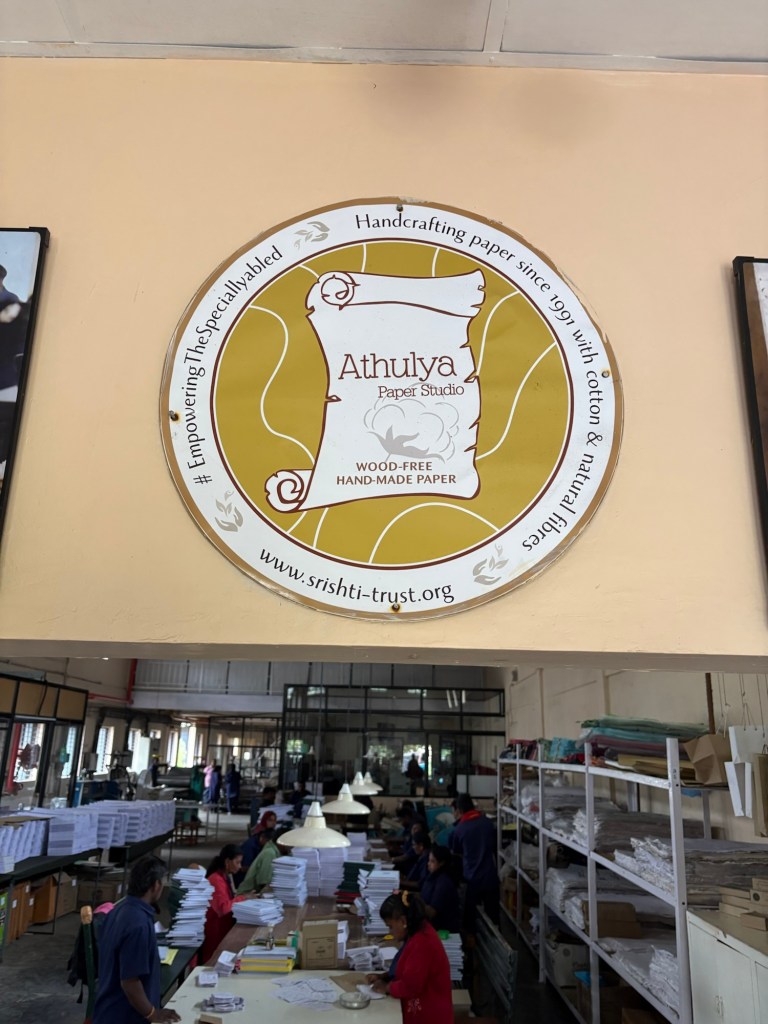 # EmpoweringTheSpeciallyabled
Handcrafting paper since 1991 with cotton & natural fibres
Athulya
Paper Studio
WOOD-FREE
HAND-MADE PAPER
www.srishti-trust.org